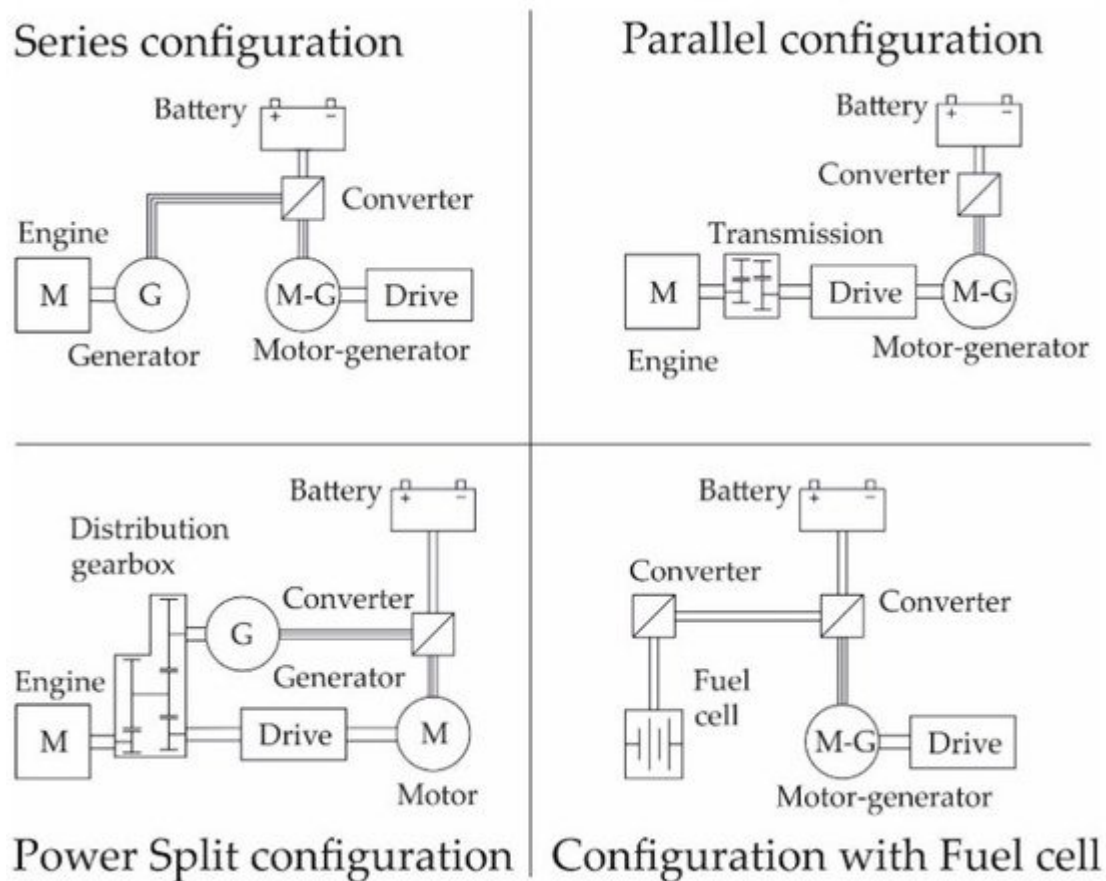 Series configuration
Battery
+ −
Converter
Engine
M
G
M-G
Drive
Generator
Motor-generator
Parallel configuration
Battery
+ −
Converter
Transmission
M
Drive
M-G
Engine
Motor-generator
Battery
+ −
Distribution
gearbox
Converter
G
Generator
Engine
M
Drive
M
Motor
Power Split configuration
Battery
+ −
Converter
Converter
Fuel
cell
M-G
Drive
Motor-generator
Configuration with Fuel cell